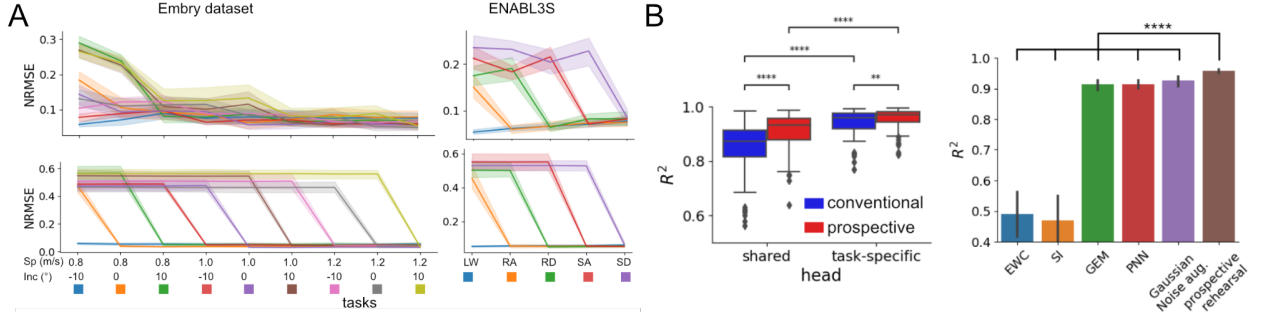 A
Embry dataset
ENABL3S
NRMSE
0.3
0.2
0.1
0.2
0.1
NRMSE
0.6
0.4
0.2
0.0
0.6
0.4
0.2
Sp (m/s) 0.8 0.8 0.8 1.0 1.0 1.0 1.2 1.2 1.2
Inc (°) -10 0 10 -10 0 10 -10 0 10
tasks
LW RA RD SA SD
B
R²
1.0
0.8
0.6
****
****
****
**
conventional
prospective
shared task-specific
head
****
R²
1.0
0.9
0.8
0.7
0.6
0.5
0.4
EWC
SI
GEM
PNN
Gaussian
Noise aug.
prospective
rehearsal